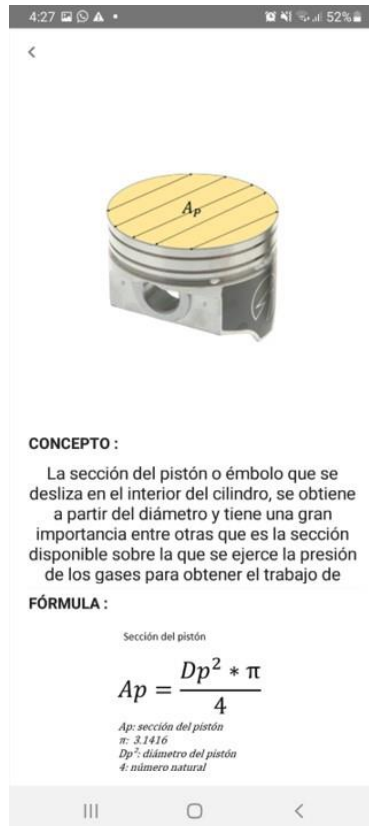 4:27
52%
Ap
CONCEPTO :
La sección del pistón o émbolo que se
desliza en el interior del cilindro, se obtiene
a partir del diámetro y tiene una gran
importancia entre otras que es la sección
disponible sobre la que se ejerce la presión
de los gases para obtener el trabajo de
FÓRMULA :
Sección del pistón
Ap = Dp² * π / 4
Ap: sección del pistón
π: 3.1416
Dp²: diámetro del pistón
4: número natural